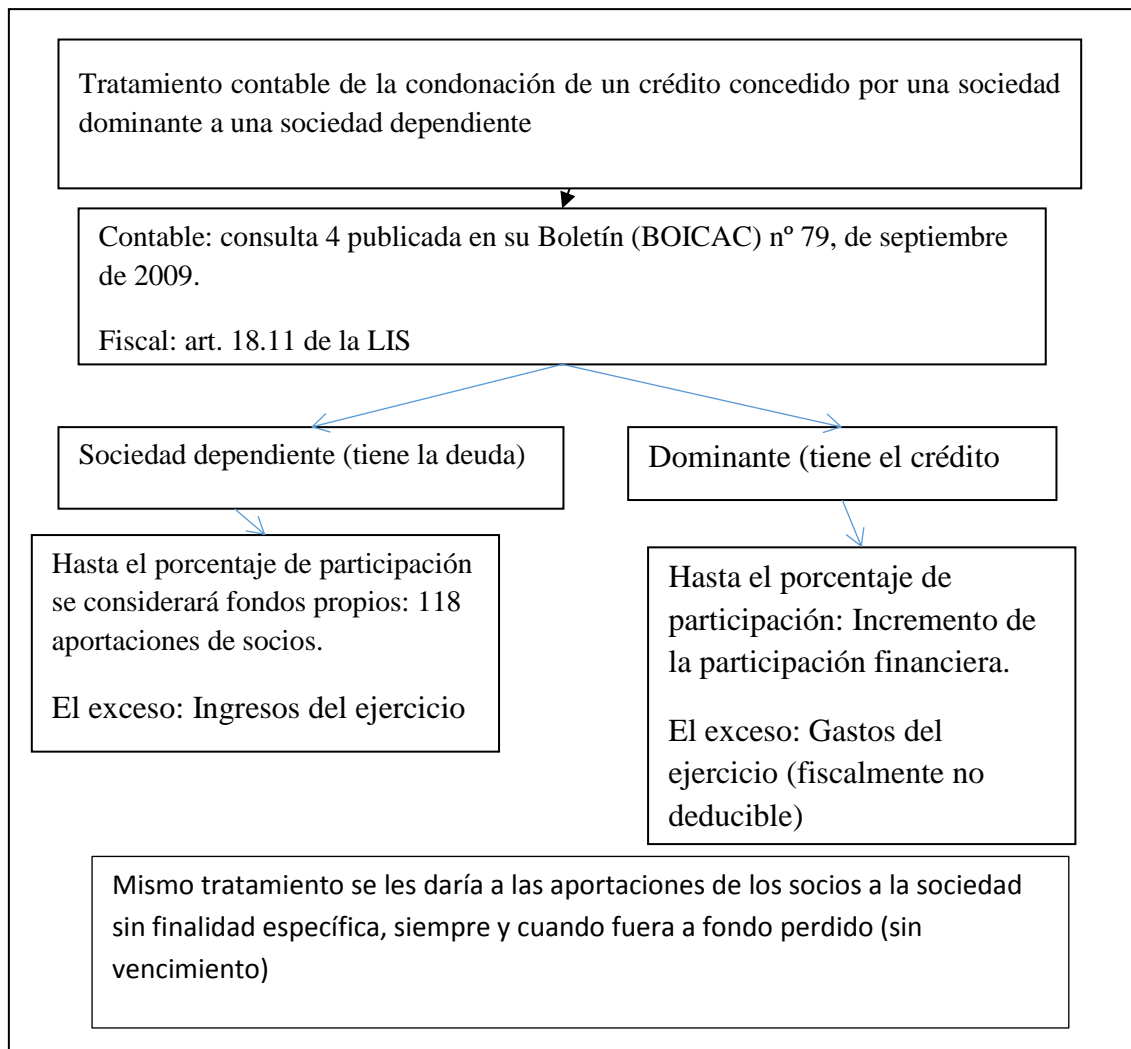 Tratamiento contable de la condonación de un crédito concedido por una sociedad
dominante a una sociedad dependiente
Contable: consulta 4 publicada en su Boletín (BOICAC) nº 79, de septiembre
de 2009.
Fiscal: art. 18.11 de la LIS
Sociedad dependiente (tiene la deuda)
Dominante (tiene el crédito
Hasta el porcentaje de participación
se considerará fondos propios: 118
aportaciones de socios.
El exceso: Ingresos del ejercicio
Hasta el porcentaje de
participación: Incremento de
la participación financiera.
El exceso: Gastos del
ejercicio (fiscalmente no
deducible)
Mismo tratamiento se les daría a las aportaciones de los socios a la sociedad
sin finalidad específica, siempre y cuando fuera a fondo perdido (sin
vencimiento)